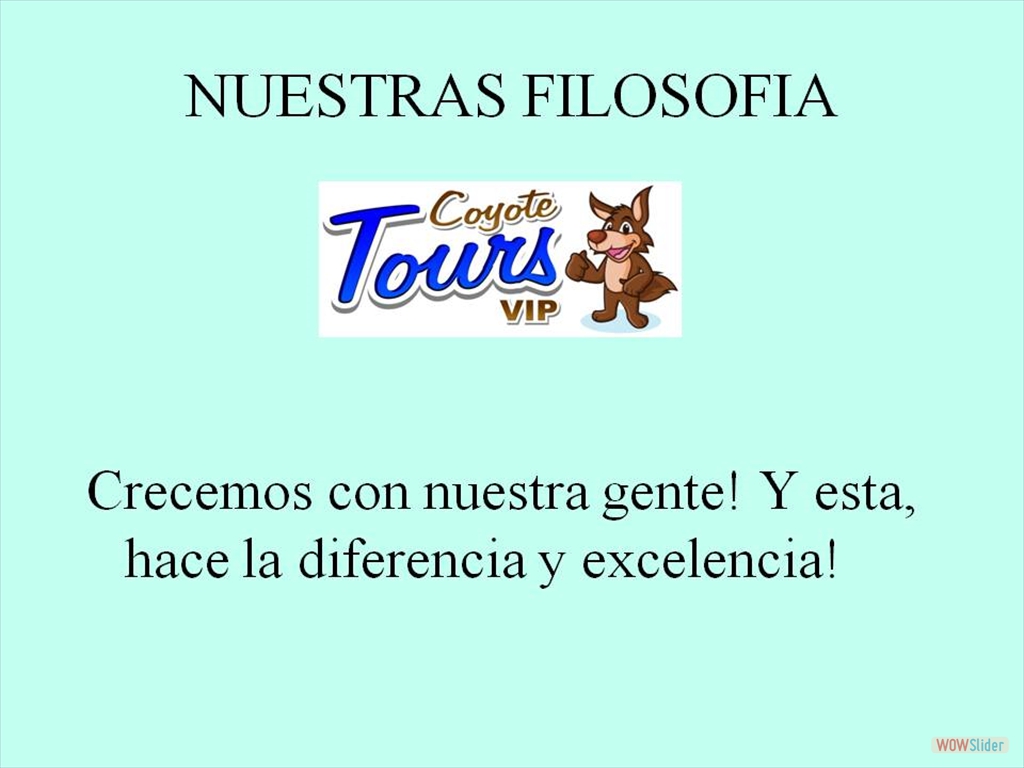 NUESTRAS FILOSOFIA
Coyote
Tours
VIP
Crecemos con nuestra gente! Y esta,
hace la diferencia y excelencia!
WOWSlider